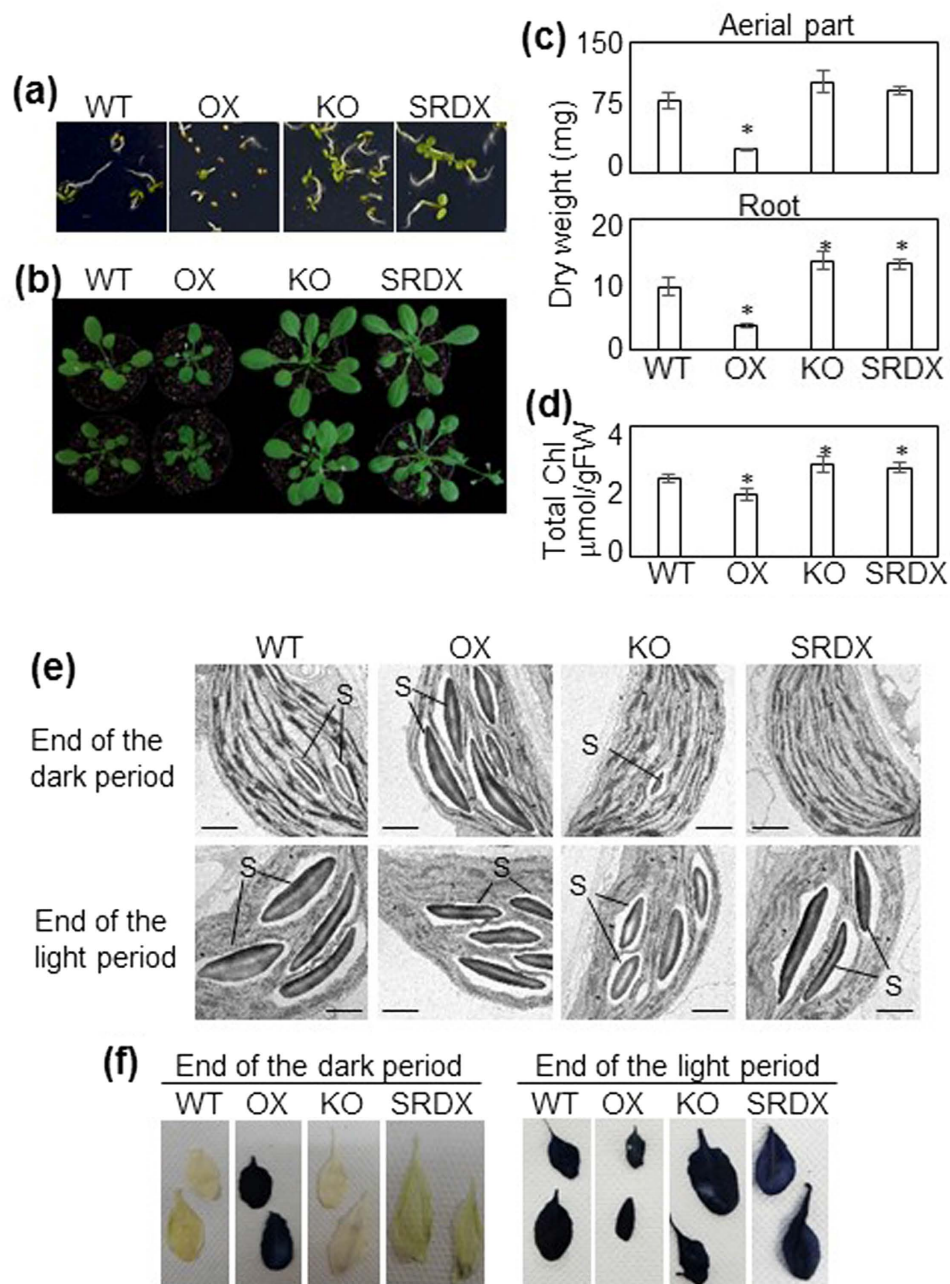 (a)
WT OX KO SRDX
(b)
WT OX KO SRDX
(c)
Aerial part
150
75
0
*
Dry weight (mg)
Root
20
10
0
* * *
WT OX KO SRDX
(d)
Total Chl
μmol/gFW
4
2
0
* * *
WT OX KO SRDX
(e)
WT OX KO SRDX
End of the
dark period
S S S
End of the
light period
S S S S
(f)
End of the dark period
WT OX KO SRDX
End of the light period
WT OX KO SRDX